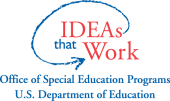 IDEAs
that Work
Office of Special Education Programs
U.S. Department of Education